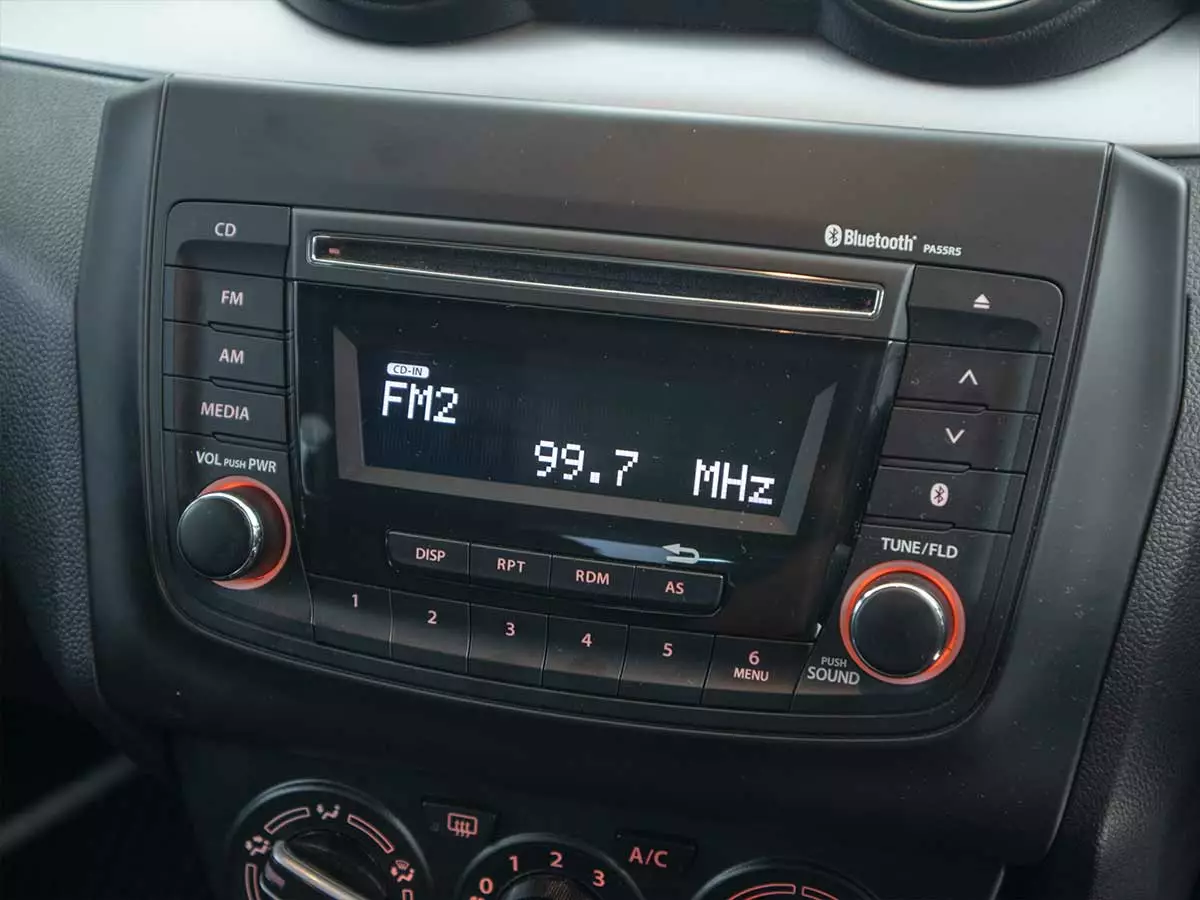 CD
Bluetooth® PA55R5
FM
AM
MEDIA
CD-IN
FM2
99.7 MHz
VOL PUSH PWR
TUNE/FLD
DISP
RPT
RDM
AS
1
2
3
4
5
6
MENU
PUSH
SOUND
0 1 2 3
A/C